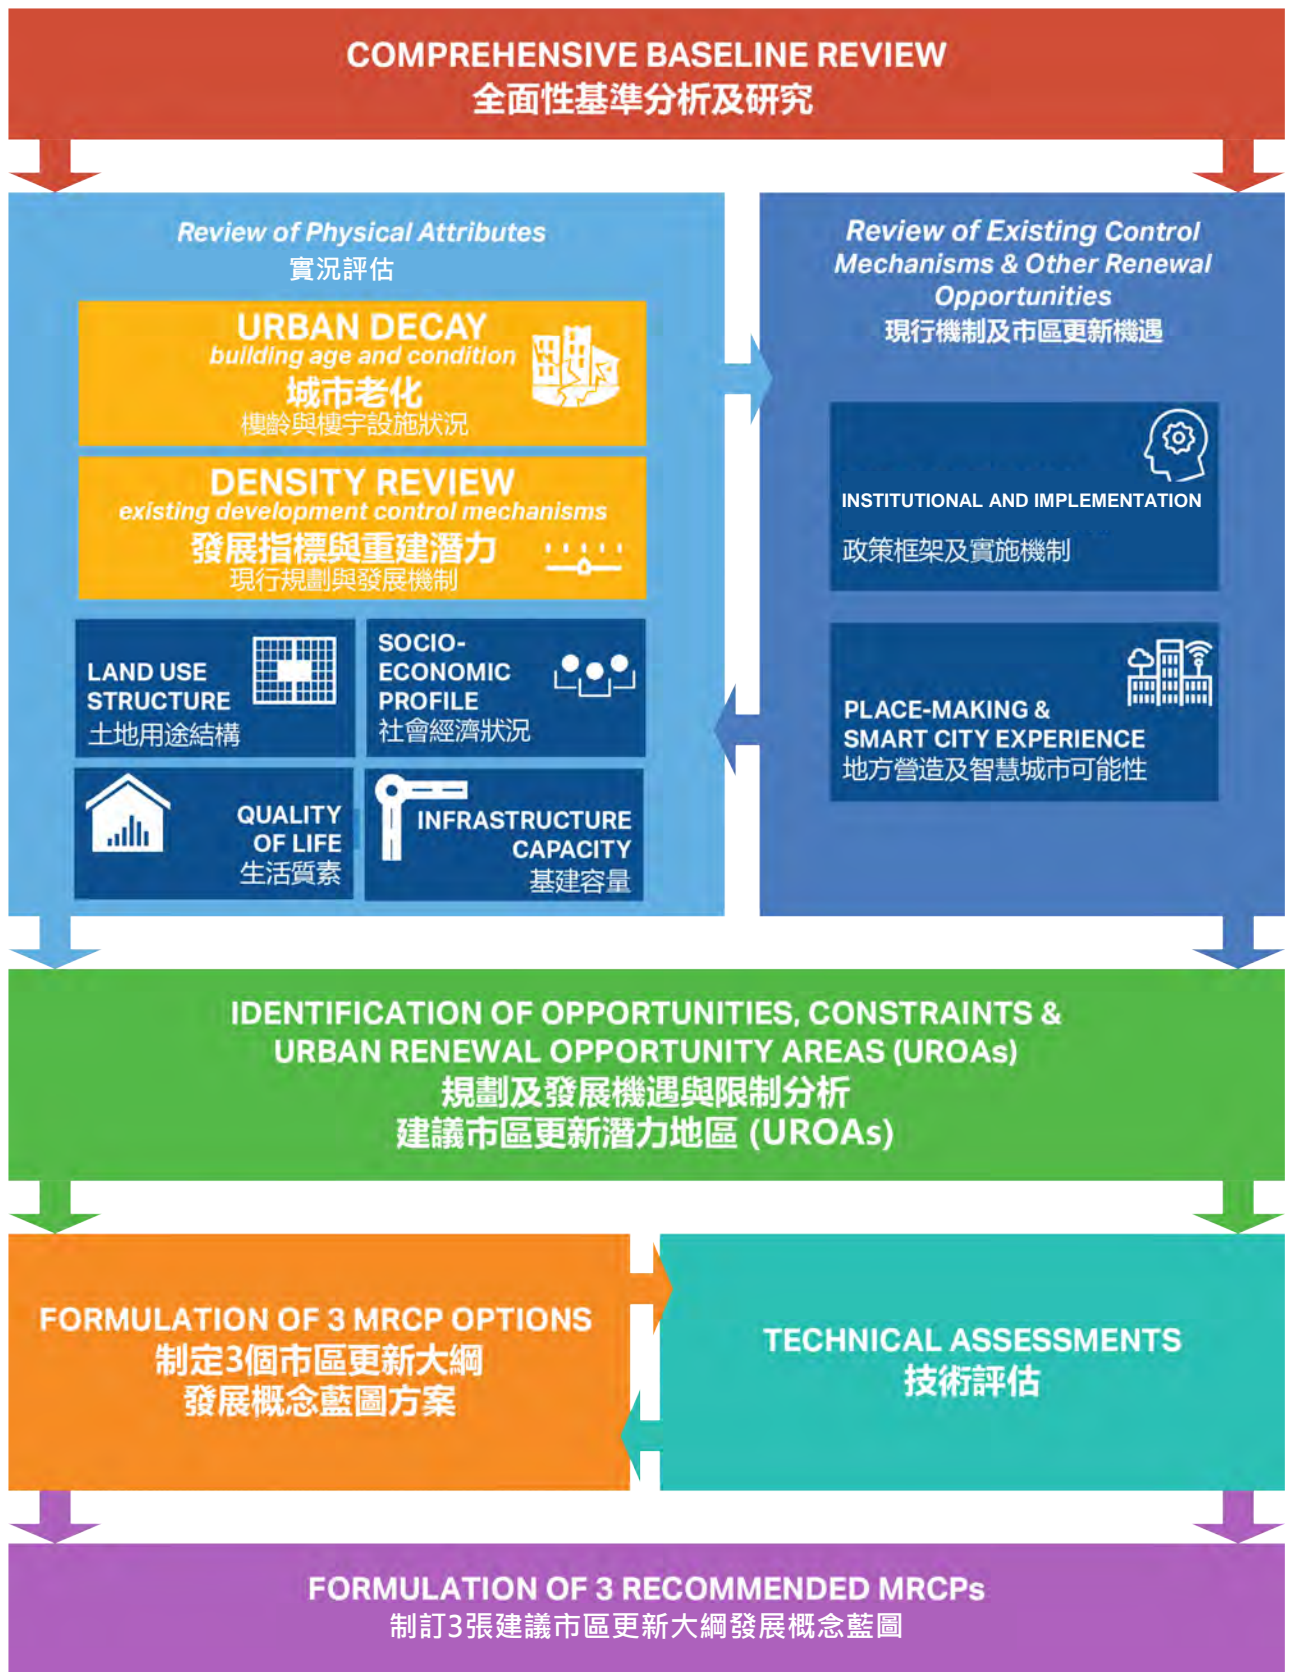 COMPREHENSIVE BASELINE REVIEW
全面性基準分析及研究
Review of Physical Attributes
實況評估
URBAN DECAY
building age and condition
城市老化
樓齡與樓宇設施狀況
DENSITY REVIEW
existing development control mechanisms
發展指標與重建潛力
現行規劃與發展機制
LAND USE
STRUCTURE
土地用途結構
SOCIO-
ECONOMIC
PROFILE
社會經濟狀況
QUALITY
OF LIFE
生活質素
INFRASTRUCTURE
CAPACITY
基建容量
Review of Existing Control
Mechanisms & Other Renewal
Opportunities
現行機制及市區更新機遇
INSTITUTIONAL AND IMPLEMENTATION
政策框架及實施機制
PLACE-MAKING &
SMART CITY EXPERIENCE
地方營造及智慧城市可能性
IDENTIFICATION OF OPPORTUNITIES, CONSTRAINTS &
URBAN RENEWAL OPPORTUNITY AREAS (UROAs)
規劃及發展機遇與限制分析
建議市區更新潛力地區 (UROAs)
FORMULATION OF 3 MRCP OPTIONS
制定3個市區更新大綱
發展概念藍圖方案
TECHNICAL ASSESSMENTS
技術評估
FORMULATION OF 3 RECOMMENDED MRCPs
制訂3張建議市區更新大綱發展概念藍圖